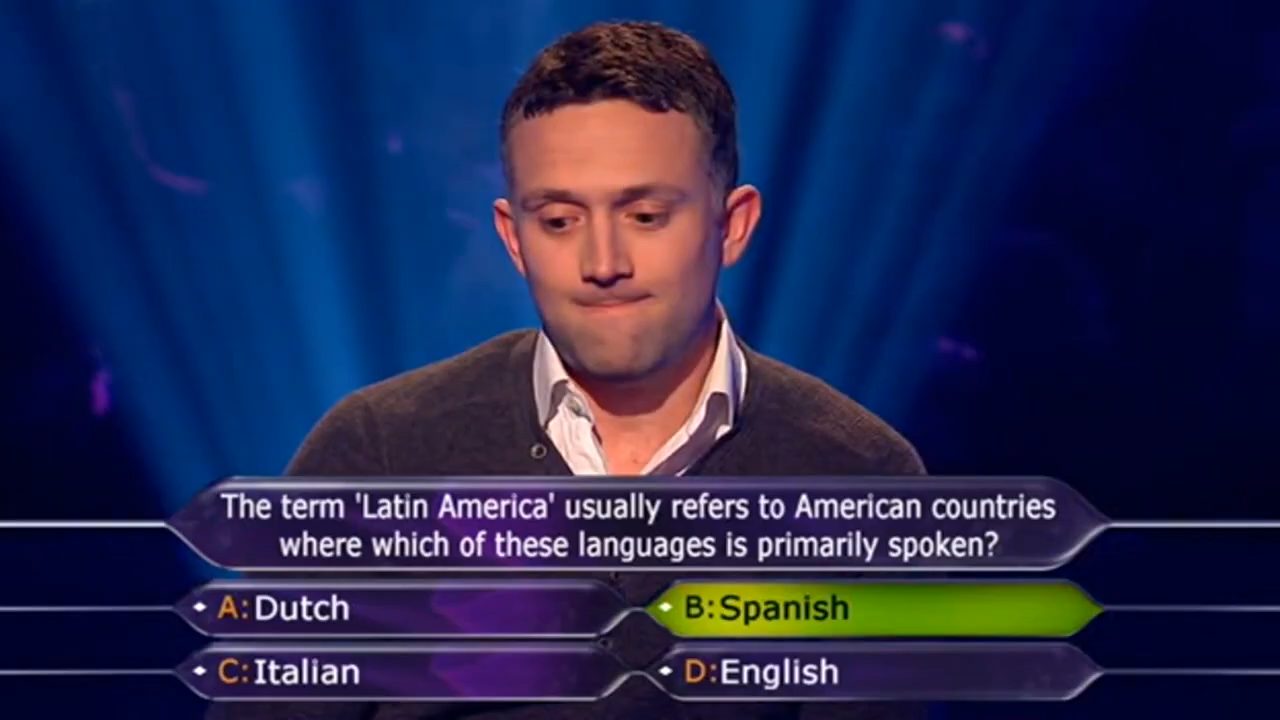 The term 'Latin America' usually refers to American countries
where which of these languages is primarily spoken?
A: Dutch
B: Spanish
C: Italian
D: English